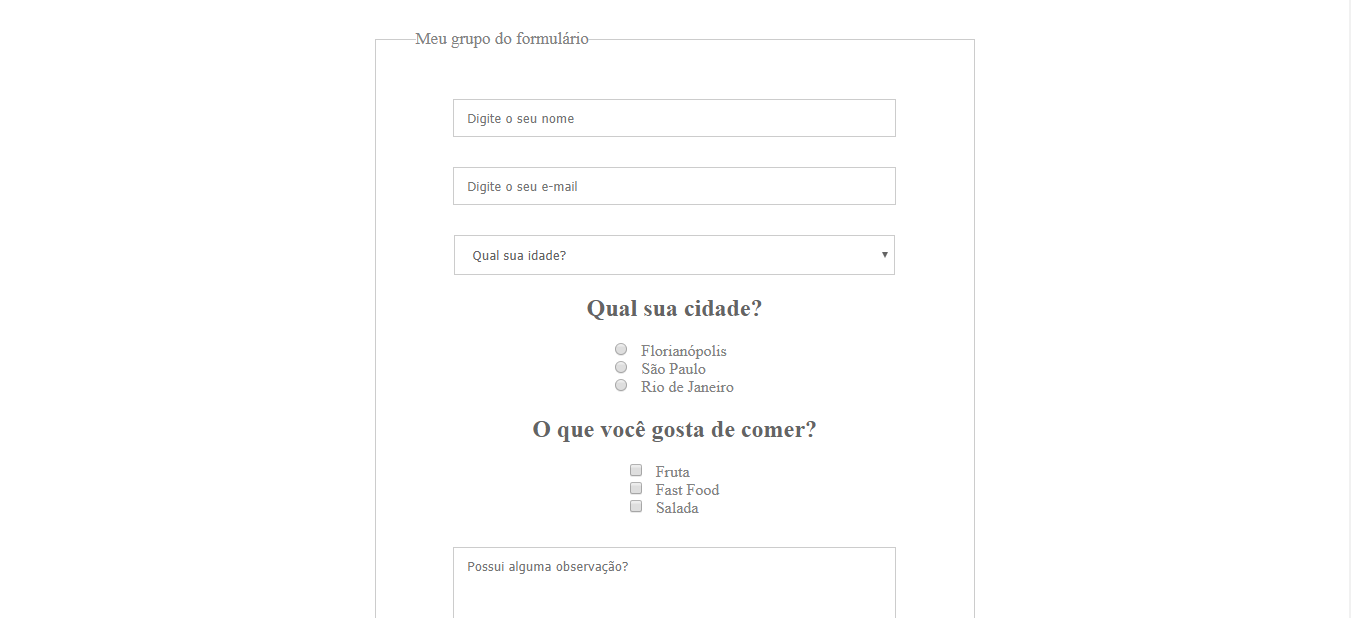 Meu grupo do formulário
Digite o seu nome
Digite o seu e-mail
Qual sua idade?
Qual sua cidade?
Florianópolis
São Paulo
Rio de Janeiro
O que você gosta de comer?
Fruta
Fast Food
Salada
Possui alguma observação?